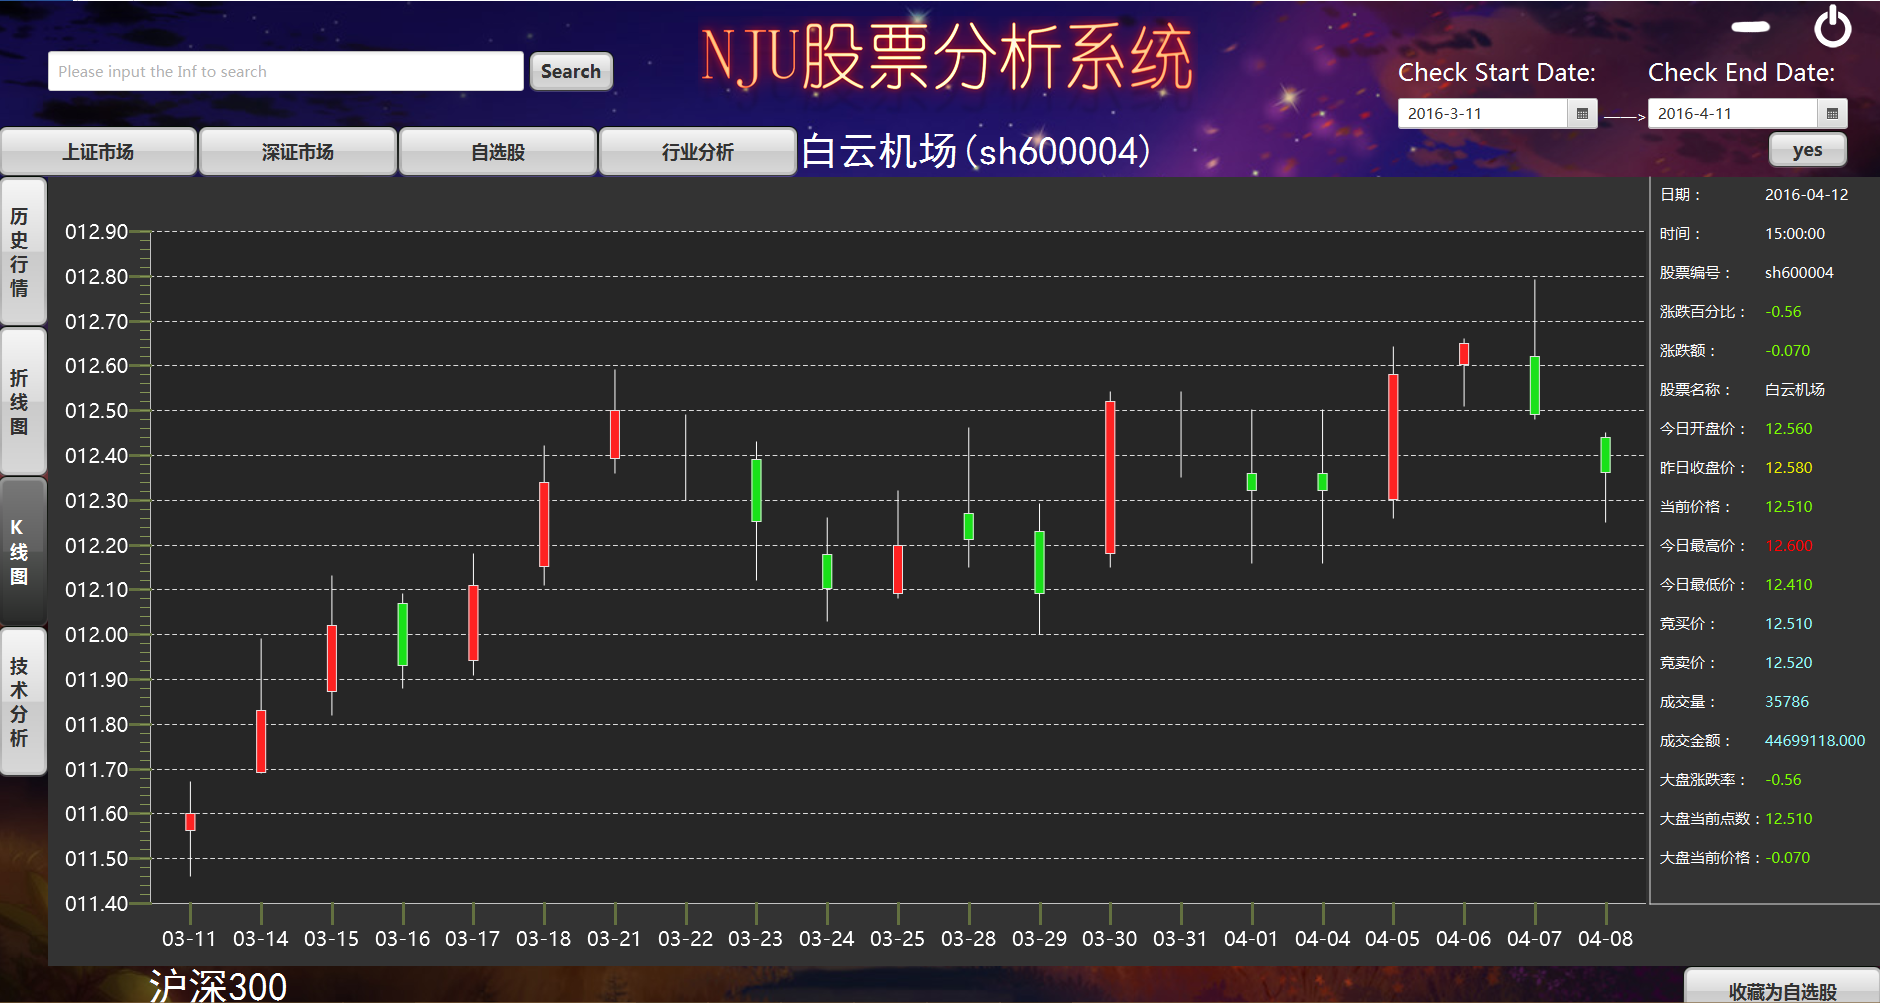 NJU股票分析系统
Please input the Inf to search
Search
Check Start Date:
Check End Date:
2016-3-11
——>
2016-4-11
yes
上证市场
深证市场
自选股
行业分析
白云机场(sh600004)
历史行情
折线图
K线图
技术分析
012.90
012.80
012.70
012.60
012.50
012.40
012.30
012.20
012.10
012.00
011.90
011.80
011.70
011.60
011.50
011.40
03-11 03-14 03-15 03-16 03-17 03-18 03-21 03-22 03-23 03-24 03-25 03-28 03-29 03-30 03-31 04-01 04-04 04-05 04-06 04-07 04-08
日期： 2016-04-12
时间： 15:00:00
股票编号： sh600004
涨跌百分比： -0.56
涨跌额： -0.070
股票名称： 白云机场
今日开盘价： 12.560
昨日收盘价： 12.580
当前价格： 12.510
今日最高价： 12.600
今日最低价： 12.410
竞买价： 12.510
竞卖价： 12.520
成交量： 35786
成交金额： 44699118.000
大盘涨跌率： -0.56
大盘当前点数：12.510
大盘当前价格：-0.070
沪深300
收藏为自选股